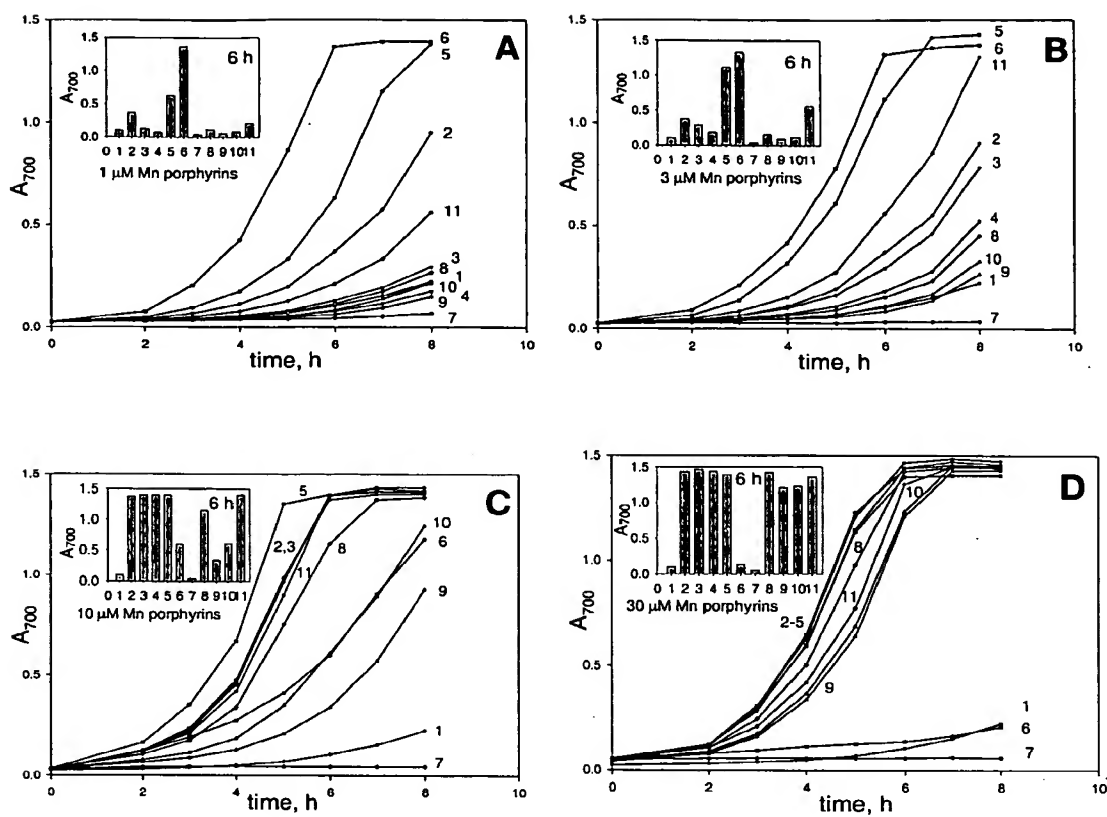 A
1.5
1.0
0.5
0.0
A700
0 2 4 6 8 10
time, h
6
5
2
11
3
8
1
10
4
9
7
1.5
1.0
0.5
0.0
A700
6 h
0 1 2 3 4 5 6 7 8 9 10 11
1 µM Mn porphyrins
B
1.5
1.0
0.5
0.0
A700
0 2 4 6 8 10
time, h
5
6
11
2
3
4
8
10
9
1
7
1.5
1.0
0.5
0.0
A700
6 h
0 1 2 3 4 5 6 7 8 9 10 11
3 µM Mn porphyrins
C
1.5
1.0
0.5
0.0
A700
0 2 4 6 8 10
time, h
5
2,3
11
8
10
6
9
1
7
1.5
1.0
0.5
0.0
A700
6 h
0 1 2 3 4 5 6 7 8 9 10 11
10 µM Mn porphyrins
D
1.5
1.0
0.5
0.0
A700
0 2 4 6 8 10
time, h
10
8
11
2-5
9
1
6
7
1.5
1.0
0.5
0.0
A700
6 h
0 1 2 3 4 5 6 7 8 9 10 11
30 µM Mn porphyrins